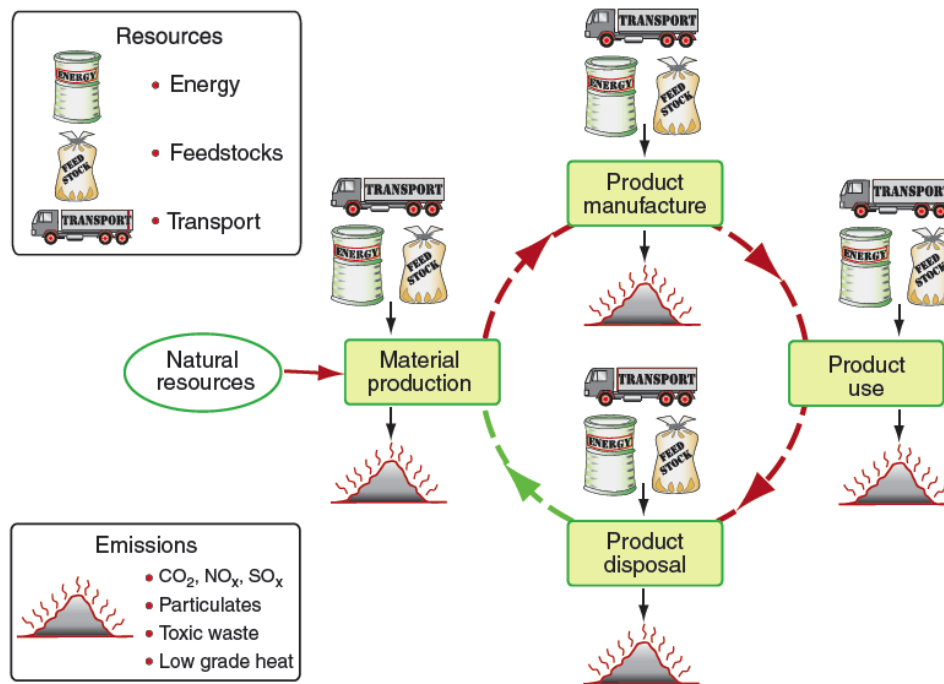 Resources
ENERGY
• Energy
FEED
STOCK
• Feedstocks
TRANSPORT
• Transport
TRANSPORT
ENERGY
FEED
STOCK
Product
manufacture
TRANSPORT
ENERGY
FEED
STOCK
TRANSPORT
ENERGY
FEED
STOCK
Natural
resources
Material
production
Product
use
TRANSPORT
ENERGY
FEED
STOCK
Product
disposal
Emissions
• CO₂, NOₓ, SOₓ
• Particulates
• Toxic waste
• Low grade heat